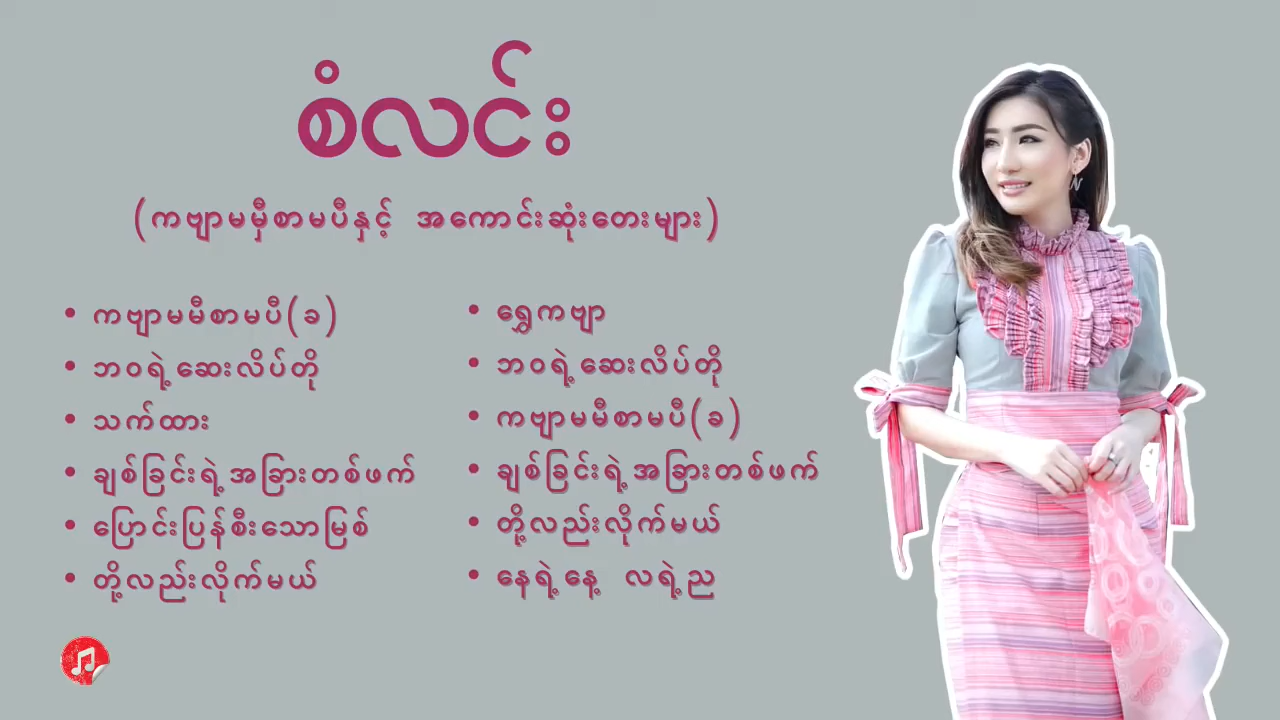 စံလင်း
(ကဗျာမမှီစာမပီနှင့် အကောင်းဆုံးတေးများ)
• ကဗျာမမီစာမပီ(ခ)
• ဘဝရဲ့ဆေးလိပ်တို
• သက်ထား
• ချစ်ခြင်းရဲ့အခြားတစ်ဖက်
• ပြောင်းပြန်စီးသောမြစ်
• တို့လည်းလိုက်မယ်
• ရွှေကဗျာ
• ဘဝရဲ့ဆေးလိပ်တို
• ကဗျာမမီစာမပီ(ခ)
• ချစ်ခြင်းရဲ့အခြားတစ်ဖက်
• တို့လည်းလိုက်မယ်
• နေရဲ့နေ့ လရဲ့ည